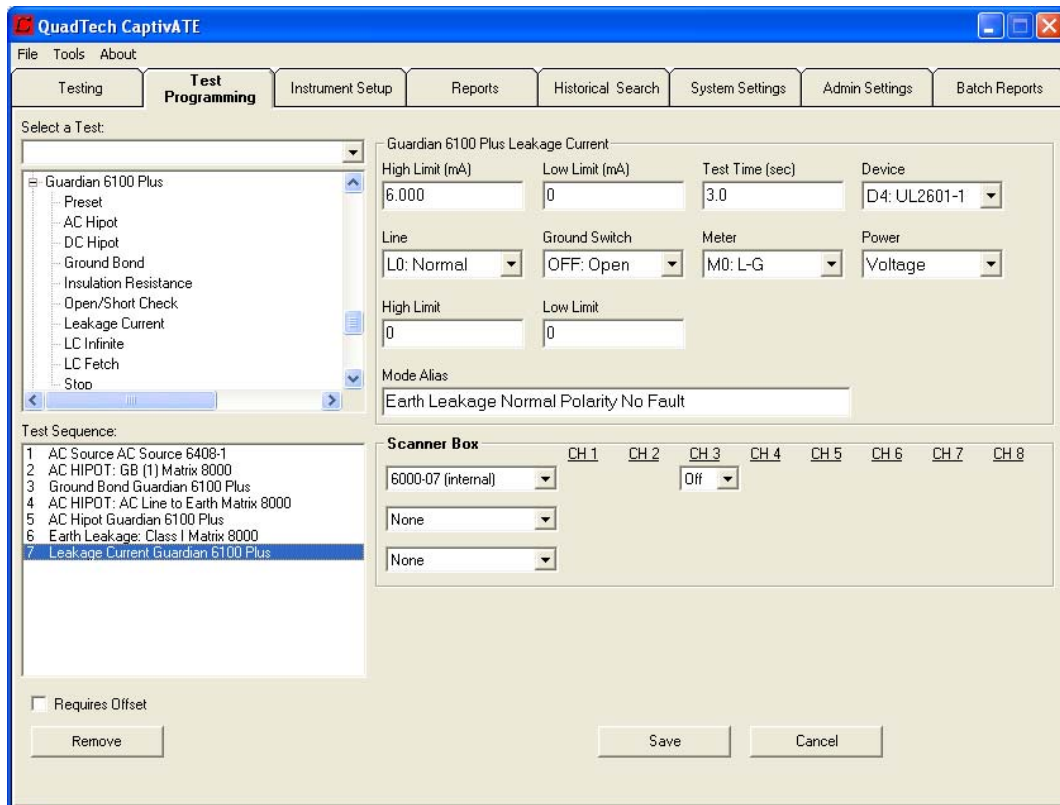 QuadTech CaptivATE
File Tools About
Testing
Test Programming
Instrument Setup
Reports
Historical Search
System Settings
Admin Settings
Batch Reports
Select a Test:
Guardian 6100 Plus
Preset
AC Hipot
DC Hipot
Ground Bond
Insulation Resistance
Open/Short Check
Leakage Current
LC Infinite
LC Fetch
Stop
Guardian 6100 Plus Leakage Current
High Limit (mA) Low Limit (mA) Test Time (sec) Device
6.000 0 3.0 D4: UL2601-1
Line Ground Switch Meter Power
L0: Normal OFF: Open M0: L-G Voltage
High Limit Low Limit
0 0
Mode Alias
Earth Leakage Normal Polarity No Fault
Test Sequence:
1 AC Source AC Source 6408-1
2 AC HIPOT: GB (1) Matrix 8000
3 Ground Bond Guardian 6100 Plus
4 AC HIPOT: AC Line to Earth Matrix 8000
5 AC Hipot Guardian 6100 Plus
6 Earth Leakage: Class I Matrix 8000
7 Leakage Current Guardian 6100 Plus
Scanner Box CH 1 CH 2 CH 3 CH 4 CH 5 CH 6 CH 7 CH 8
6000-07 (internal) Off
None
None
Requires Offset
Remove Save Cancel